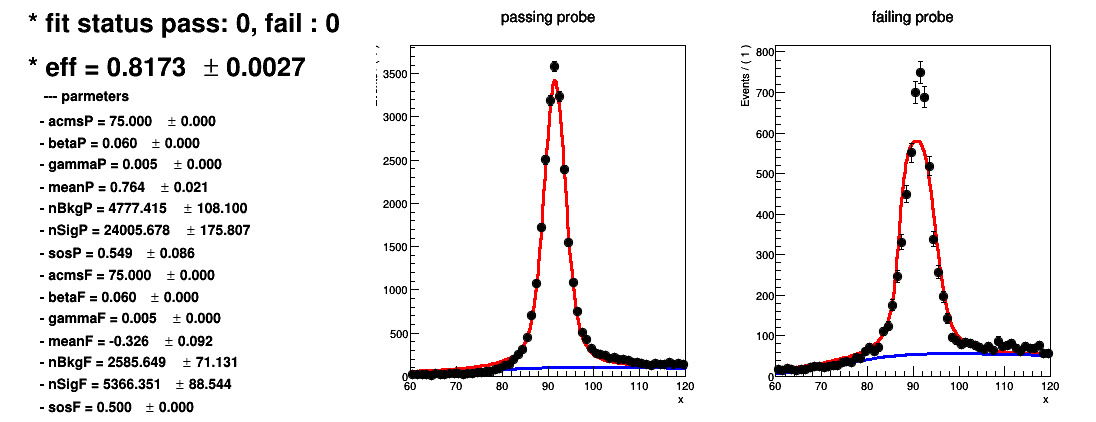 * fit status pass: 0, fail : 0
* eff = 0.8173 ± 0.0027
--- parmeters
- acmsP = 75.000 ± 0.000
- betaP = 0.060 ± 0.000
- gammaP = 0.005 ± 0.000
- meanP = 0.764 ± 0.021
- nBkgP = 4777.415 ± 108.100
- nSigP = 24005.678 ± 175.807
- sosP = 0.549 ± 0.086
- acmsF = 75.000 ± 0.000
- betaF = 0.060 ± 0.000
- gammaF = 0.005 ± 0.000
- meanF = -0.326 ± 0.092
- nBkgF = 2585.649 ± 71.131
- nSigF = 5366.351 ± 88.544
- sosF = 0.500 ± 0.000
passing probe
3500
3000
2500
2000
1500
1000
500
0
60 70 80 90 100 110 120
x
failing probe
Events / ( 1 )
800
700
600
500
400
300
200
100
0
60 70 80 90 100 110 120
x